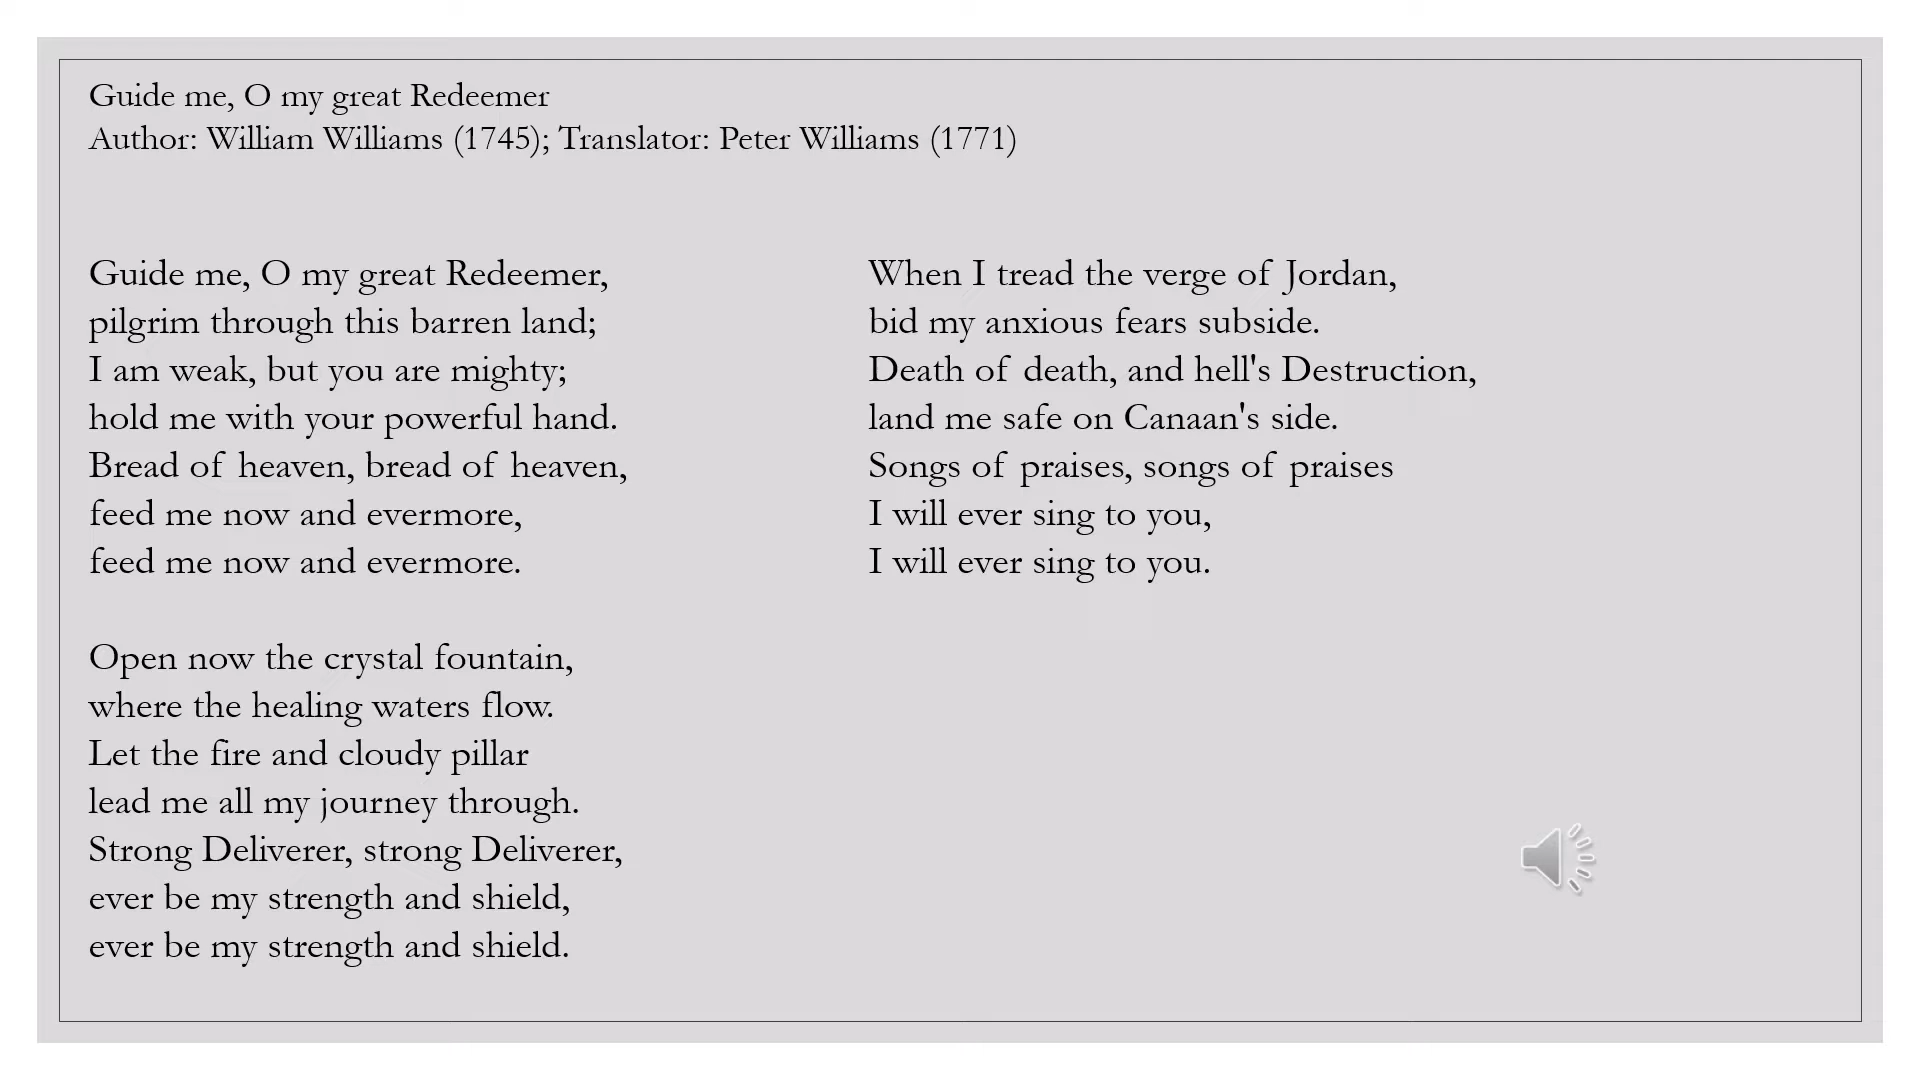 Guide me, O my great Redeemer
Author: William Williams (1745); Translator: Peter Williams (1771)
Guide me, O my great Redeemer,
pilgrim through this barren land;
I am weak, but you are mighty;
hold me with your powerful hand.
Bread of heaven, bread of heaven,
feed me now and evermore,
feed me now and evermore.
Open now the crystal fountain,
where the healing waters flow.
Let the fire and cloudy pillar
lead me all my journey through.
Strong Deliverer, strong Deliverer,
ever be my strength and shield,
ever be my strength and shield.
When I tread the verge of Jordan,
bid my anxious fears subside.
Death of death, and hell's Destruction,
land me safe on Canaan's side.
Songs of praises, songs of praises
I will ever sing to you,
I will ever sing to you.